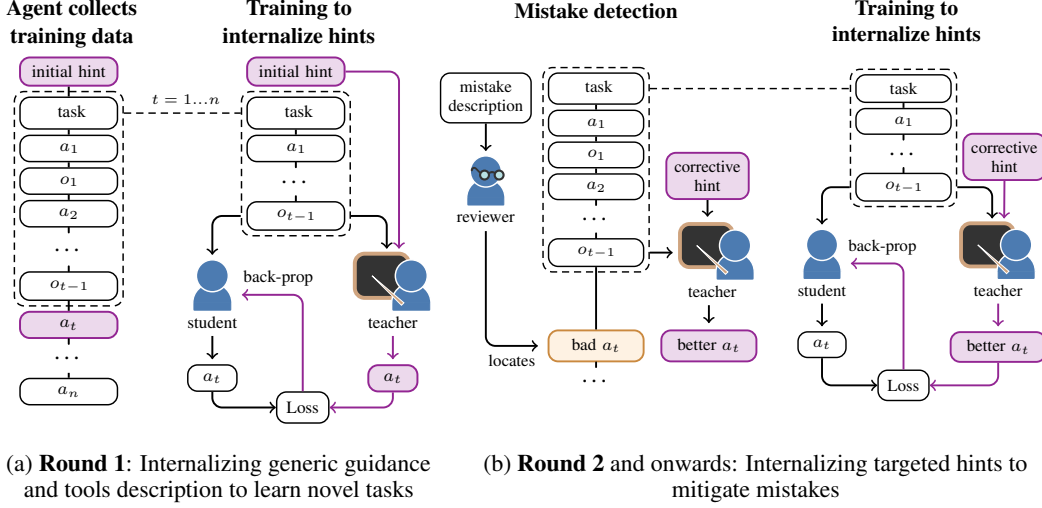 Agent collects
training data
initial hint
task
a₁
o₁
a₂
...
oₜ₋₁
aₜ
...
aₙ
t = 1...n
Training to
internalize hints
initial hint
task
a₁
...
oₜ₋₁
student
back-prop
teacher
aₜ
Loss
aₜ
(a) Round 1: Internalizing generic guidance
and tools description to learn novel tasks
Mistake detection
mistake
description
reviewer
locates
task
a₁
o₁
a₂
...
oₜ₋₁
bad aₜ
...
corrective
hint
teacher
better aₜ
Training to
internalize hints
task
a₁
...
oₜ₋₁
corrective
hint
student
back-prop
teacher
aₜ
Loss
better aₜ
(b) Round 2 and onwards: Internalizing targeted hints to
mitigate mistakes